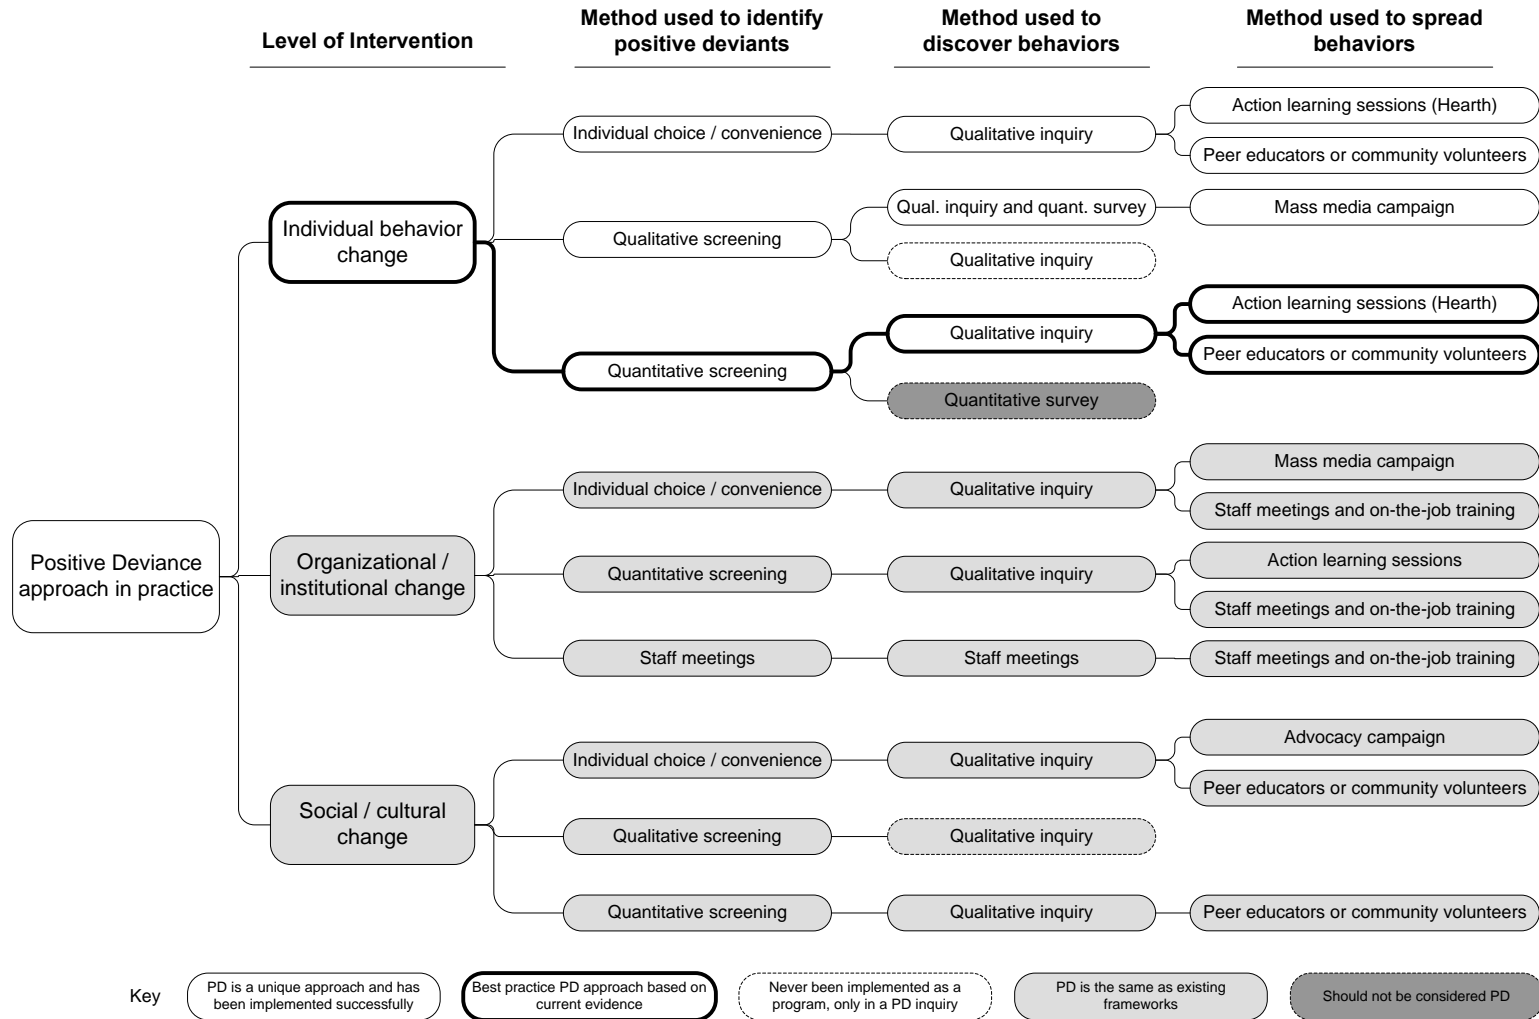 Level of Intervention
Method used to identify
positive deviants
Method used to
discover behaviors
Method used to spread
behaviors
Positive Deviance
approach in practice
Individual behavior
change
Individual choice / convenience
Qualitative inquiry
Action learning sessions (Hearth)
Peer educators or community volunteers
Qualitative screening
Qual. inquiry and quant. survey
Mass media campaign
Qualitative inquiry
Quantitative screening
Qualitative inquiry
Action learning sessions (Hearth)
Peer educators or community volunteers
Quantitative survey
Organizational /
institutional change
Individual choice / convenience
Qualitative inquiry
Mass media campaign
Staff meetings and on-the-job training
Quantitative screening
Qualitative inquiry
Action learning sessions
Staff meetings and on-the-job training
Staff meetings
Staff meetings
Staff meetings and on-the-job training
Social / cultural
change
Individual choice / convenience
Qualitative inquiry
Advocacy campaign
Peer educators or community volunteers
Qualitative screening
Qualitative inquiry
Quantitative screening
Qualitative inquiry
Peer educators or community volunteers
Key
PD is a unique approach and has
been implemented successfully
Best practice PD approach based on
current evidence
Never been implemented as a
program, only in a PD inquiry
PD is the same as existing
frameworks
Should not be considered PD